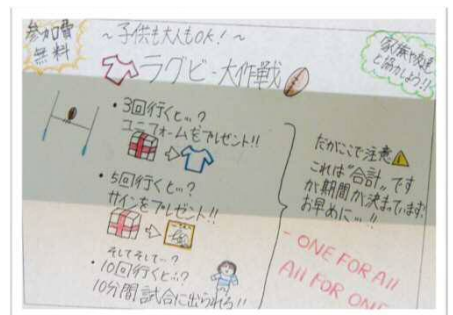 参加費
無料
～子供も大人もOK!～
ラグビー大作戦
家族や友達
と協力しよう!!
・3回行くと…?
ユニフォームをプレゼント!!
・5回行くと…?
サインをプレゼント!!
そしてそして…?
・10回行くと…?
10分間試合に出られる!!
だがここで注意
これは"合計"です
が期間が決まっています。
お早めに…!!
- ONE FOR All
All FOR ONE